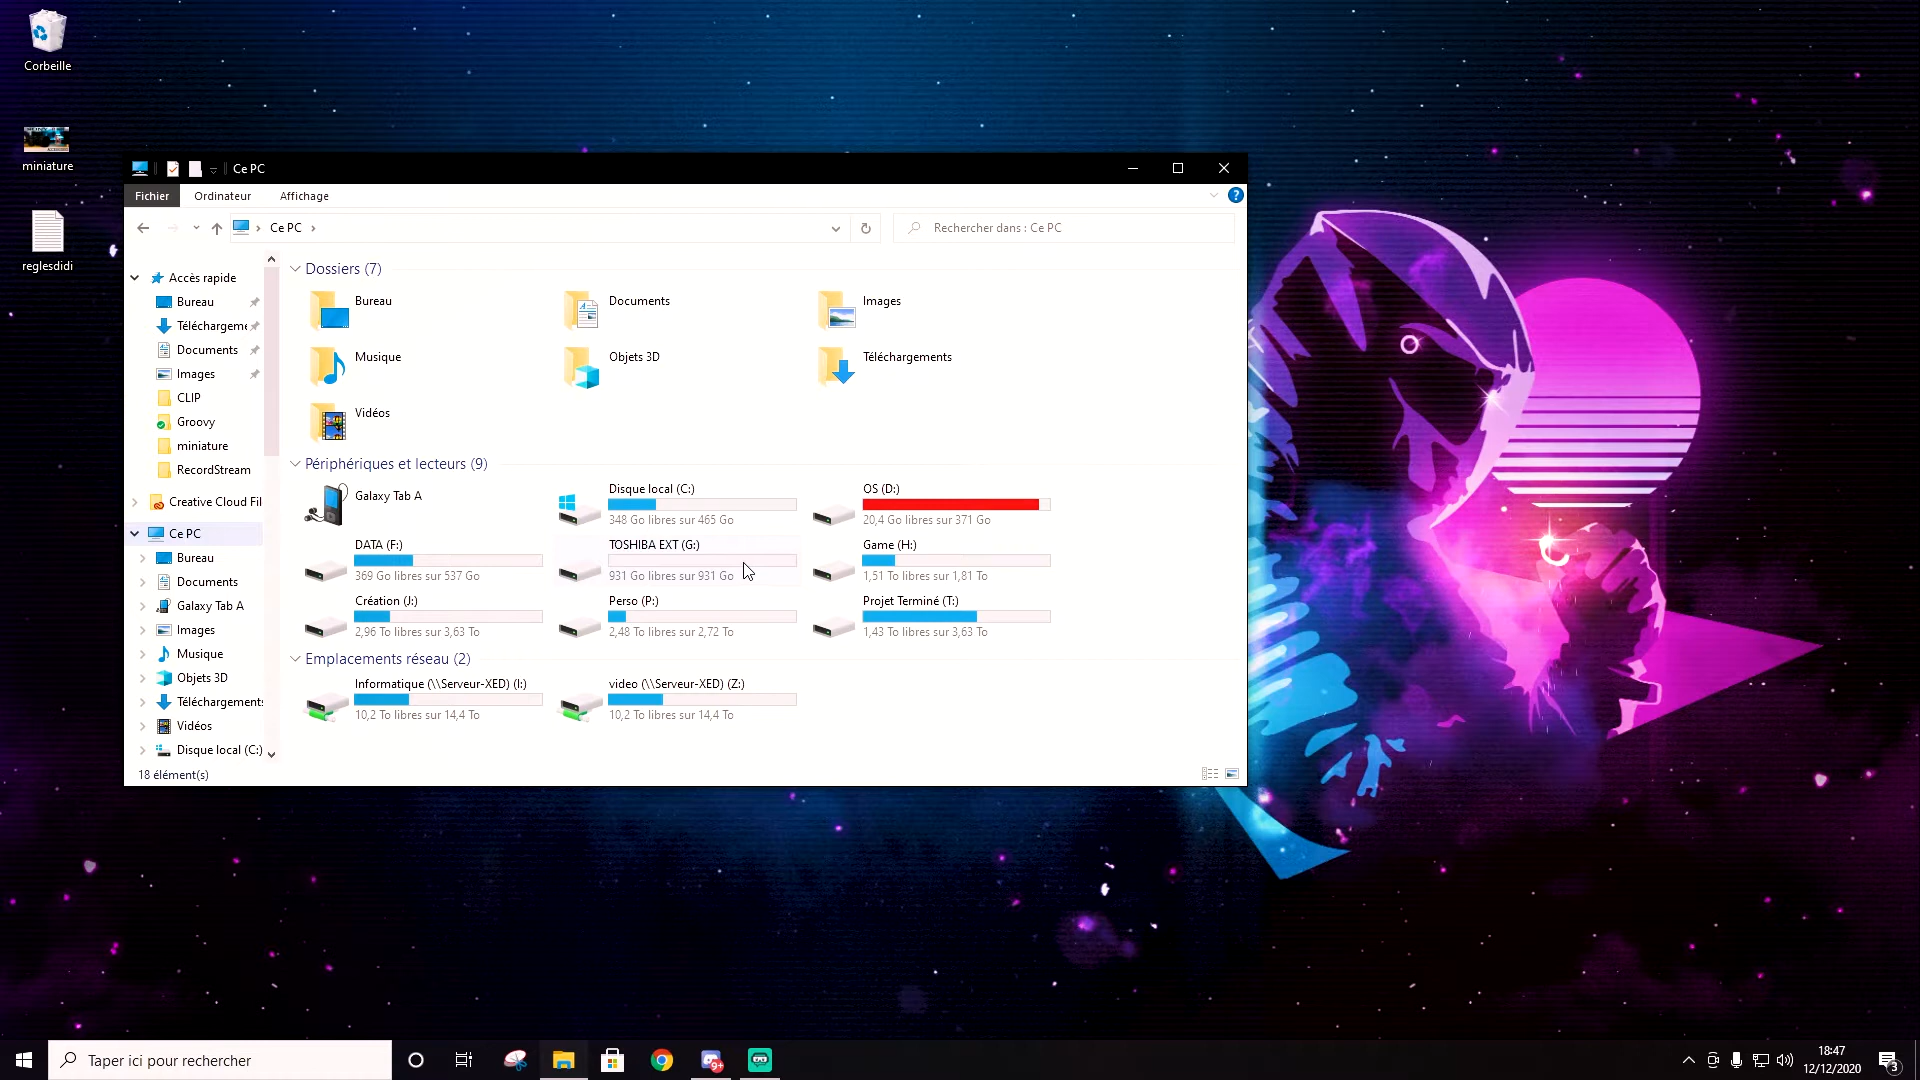 Corbeille
miniature
reglesdidi
Ce PC
Fichier
Ordinateur
Affichage
?
Ce PC
Rechercher dans : Ce PC
Accès rapide
Bureau
Téléchargeme
Documents
Images
CLIP
Groovy
miniature
RecordStream
Creative Cloud Fil
Ce PC
Bureau
Documents
Galaxy Tab A
Images
Musique
Objets 3D
Téléchargements
Vidéos
Disque local (C:)
Dossiers (7)
Bureau
Documents
Images
Musique
Objets 3D
Téléchargements
Vidéos
Périphériques et lecteurs (9)
Galaxy Tab A
Disque local (C:)
348 Go libres sur 465 Go
OS (D:)
20,4 Go libres sur 371 Go
DATA (F:)
369 Go libres sur 537 Go
TOSHIBA EXT (G:)
931 Go libres sur 931 Go
Game (H:)
1,51 To libres sur 1,81 To
Création (J:)
2,96 To libres sur 3,63 To
Perso (P:)
2,48 To libres sur 2,72 To
Projet Terminé (T:)
1,43 To libres sur 3,63 To
Emplacements réseau (2)
Informatique (\\Serveur-XED) (I:)
10,2 To libres sur 14,4 To
video (\\Serveur-XED) (Z:)
10,2 To libres sur 14,4 To
18 élément(s)
Taper ici pour rechercher
9+
18:47
12/12/2020
3